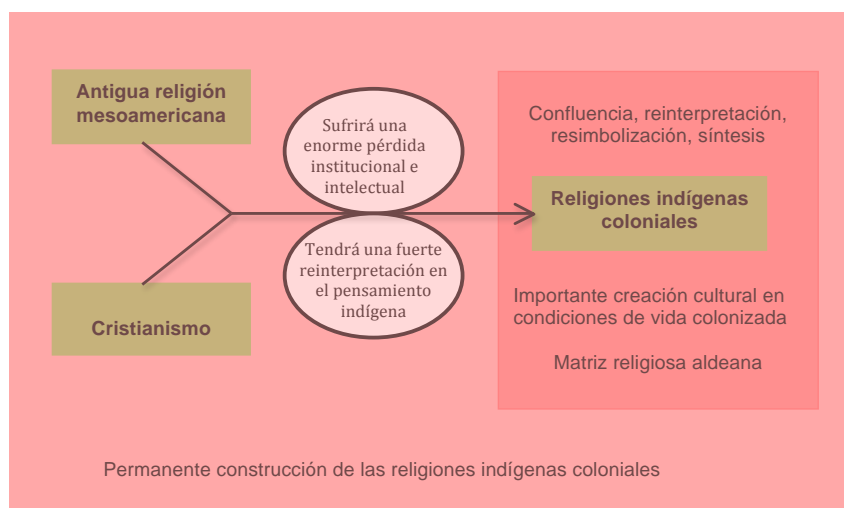 Antigua religión
mesoamericana
Sufrirá una
enorme pérdida
institucional e
intelectual
Tendrá una fuerte
reinterpretación en
el pensamiento
indígena
Cristianismo
Confluencia, reinterpretación,
resimbolización, síntesis
Religiones indígenas
coloniales
Importante creación cultural en
condiciones de vida colonizada
Matriz religiosa aldeana
Permanente construcción de las religiones indígenas coloniales